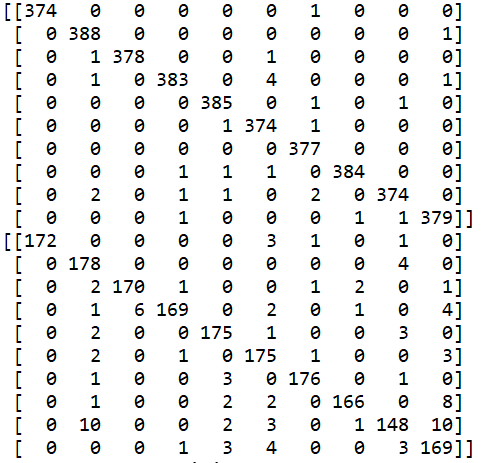 [[374 0 0 0 0 0 1 0 0 0]
[ 0 388 0 0 0 0 0 0 0 1]
[ 0 1 378 0 0 1 0 0 0 0]
[ 0 1 0 383 0 4 0 0 0 1]
[ 0 0 0 0 385 0 1 0 1 0]
[ 0 0 0 0 1 374 1 0 0 0]
[ 0 0 0 0 0 0 377 0 0 0]
[ 0 0 0 1 1 1 0 384 0 0]
[ 0 2 0 1 1 0 2 0 374 0]
[ 0 0 0 1 0 0 0 1 1 379]]
[[172 0 0 0 0 3 1 0 1 0]
[ 0 178 0 0 0 0 0 0 4 0]
[ 0 2 170 1 0 0 1 2 0 1]
[ 0 1 6 169 0 2 0 1 0 4]
[ 0 2 0 0 175 1 0 0 3 0]
[ 0 2 0 1 0 175 1 0 0 3]
[ 0 1 0 0 3 0 176 0 1 0]
[ 0 1 0 0 2 2 0 166 0 8]
[ 0 10 0 0 2 3 0 1 148 10]
[ 0 0 0 1 3 4 0 0 3 169]]